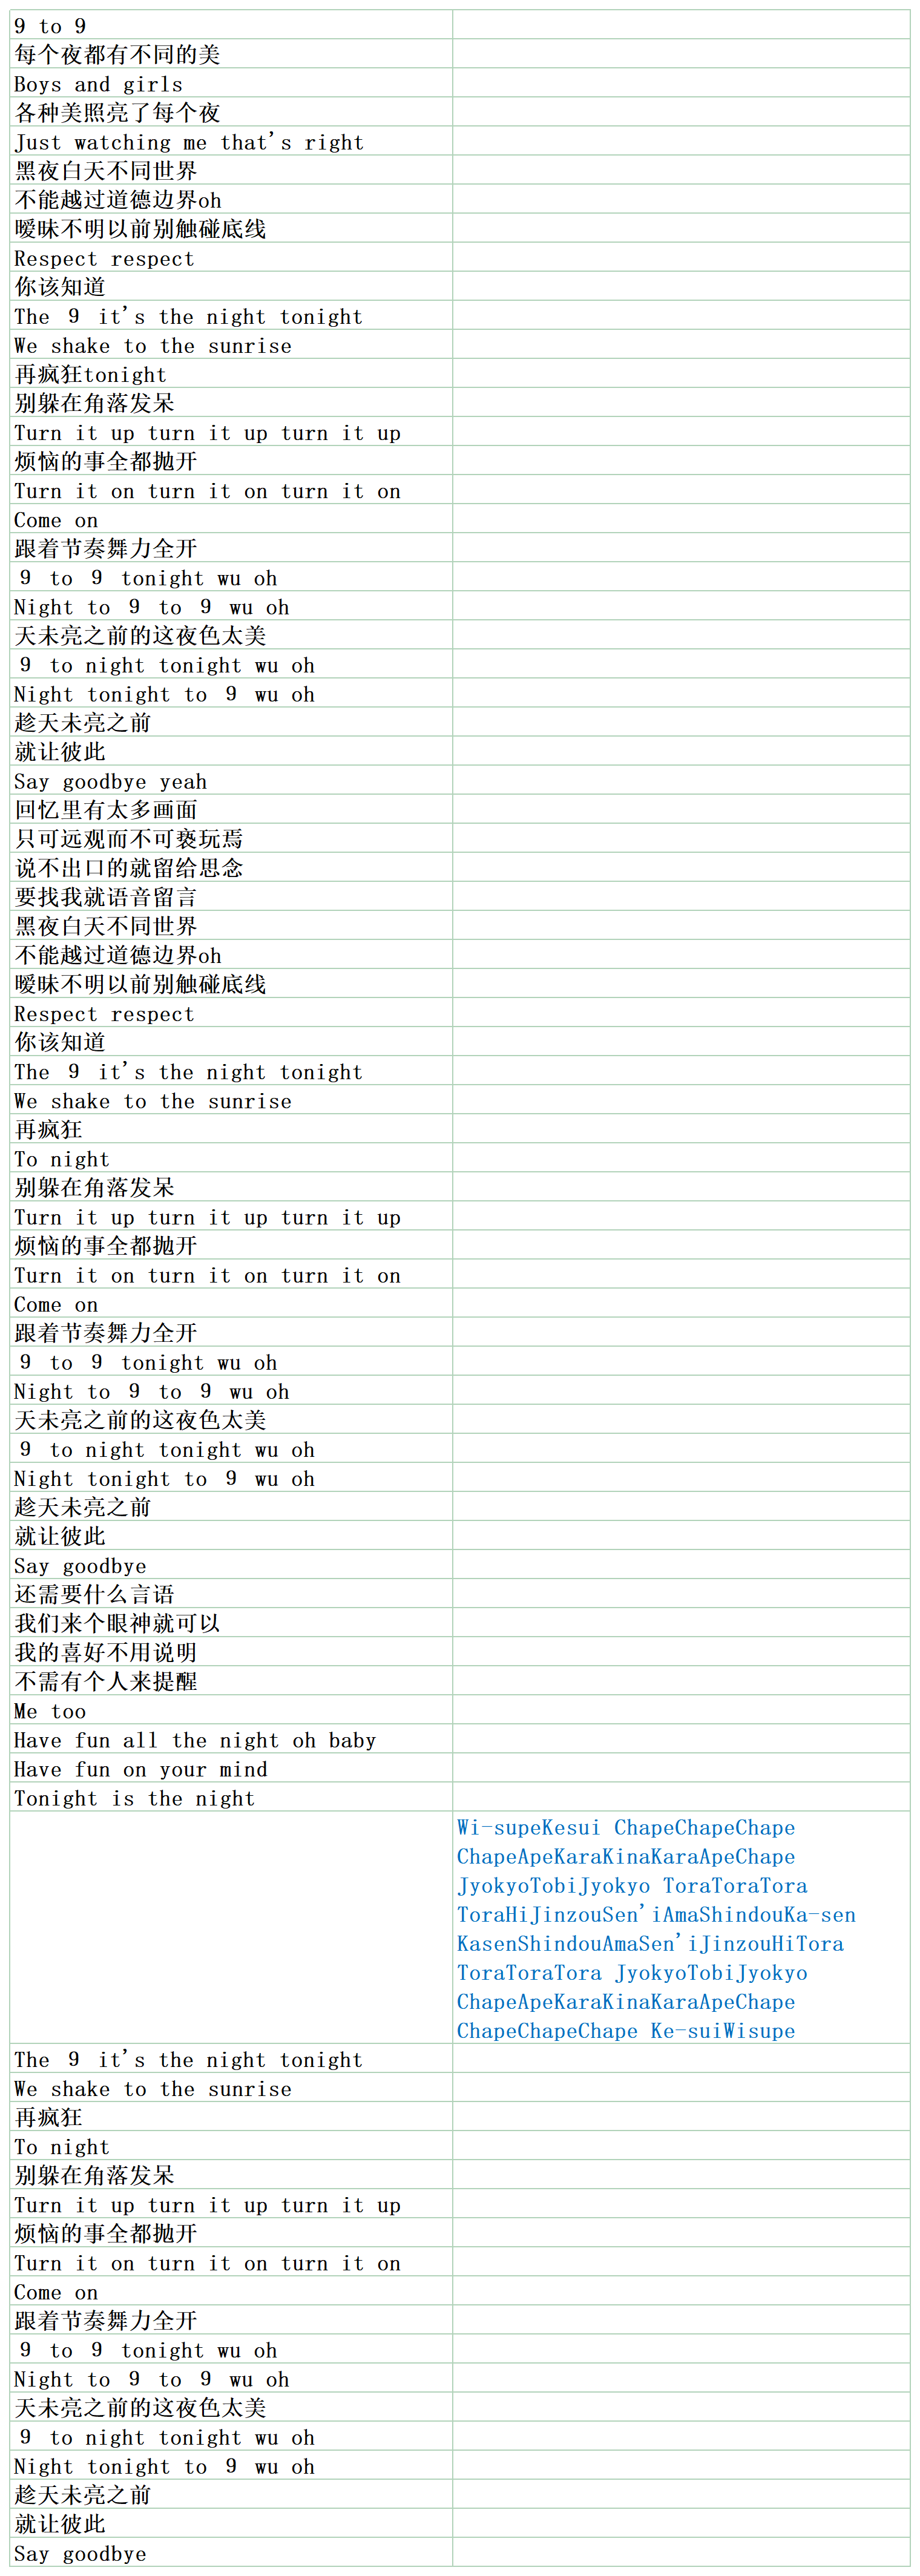 9 to 9
每个夜都有不同的美
Boys and girls
各种美照亮了每个夜
Just watching me that's right
黑夜白天不同世界
不能越过道德边界oh
暧昧不明以前别触碰底线
Respect respect
你该知道
The 9 it's the night tonight
We shake to the sunrise
再疯狂tonight
别躲在角落发呆
Turn it up turn it up turn it up
烦恼的事全都抛开
Turn it on turn it on turn it on
Come on
跟着节奏舞力全开
9 to 9 tonight wu oh
Night to 9 to 9 wu oh
天未亮之前的这夜色太美
9 to night tonight wu oh
Night tonight to 9 wu oh
趁天未亮之前
就让彼此
Say goodbye yeah
回忆里有太多画面
只可远观而不可亵玩焉
说不出口的就留给思念
要找我就语音留言
黑夜白天不同世界
不能越过道德边界oh
暧昧不明以前别触碰底线
Respect respect
你该知道
The 9 it's the night tonight
We shake to the sunrise
再疯狂
To night
别躲在角落发呆
Turn it up turn it up turn it up
烦恼的事全都抛开
Turn it on turn it on turn it on
Come on
跟着节奏舞力全开
9 to 9 tonight wu oh
Night to 9 to 9 wu oh
天未亮之前的这夜色太美
9 to night tonight wu oh
Night tonight to 9 wu oh
趁天未亮之前
就让彼此
Say goodbye
还需要什么言语
我们来个眼神就可以
我的喜好不用说明
不需有个人来提醒
Me too
Have fun all the night oh baby
Have fun on your mind
Tonight is the night
Wi-supeKesui ChapeChapeChape
ChapeApeKaraKinaKaraApeChape
JyokyoTobiJyokyo ToraToraTora
ToraHiJinzouSen'iAmaShindouKa-sen
KasenShindouAmaSen'iJinzouHiTora
ToraToraTora JyokyoTobiJyokyo
ChapeApeKaraKinaKaraApeChape
ChapeChapeChape Ke-suiWisupe
The 9 it's the night tonight
We shake to the sunrise
再疯狂
To night
别躲在角落发呆
Turn it up turn it up turn it up
烦恼的事全都抛开
Turn it on turn it on turn it on
Come on
跟着节奏舞力全开
9 to 9 tonight wu oh
Night to 9 to 9 wu oh
天未亮之前的这夜色太美
9 to night tonight wu oh
Night tonight to 9 wu oh
趁天未亮之前
就让彼此
Say goodbye